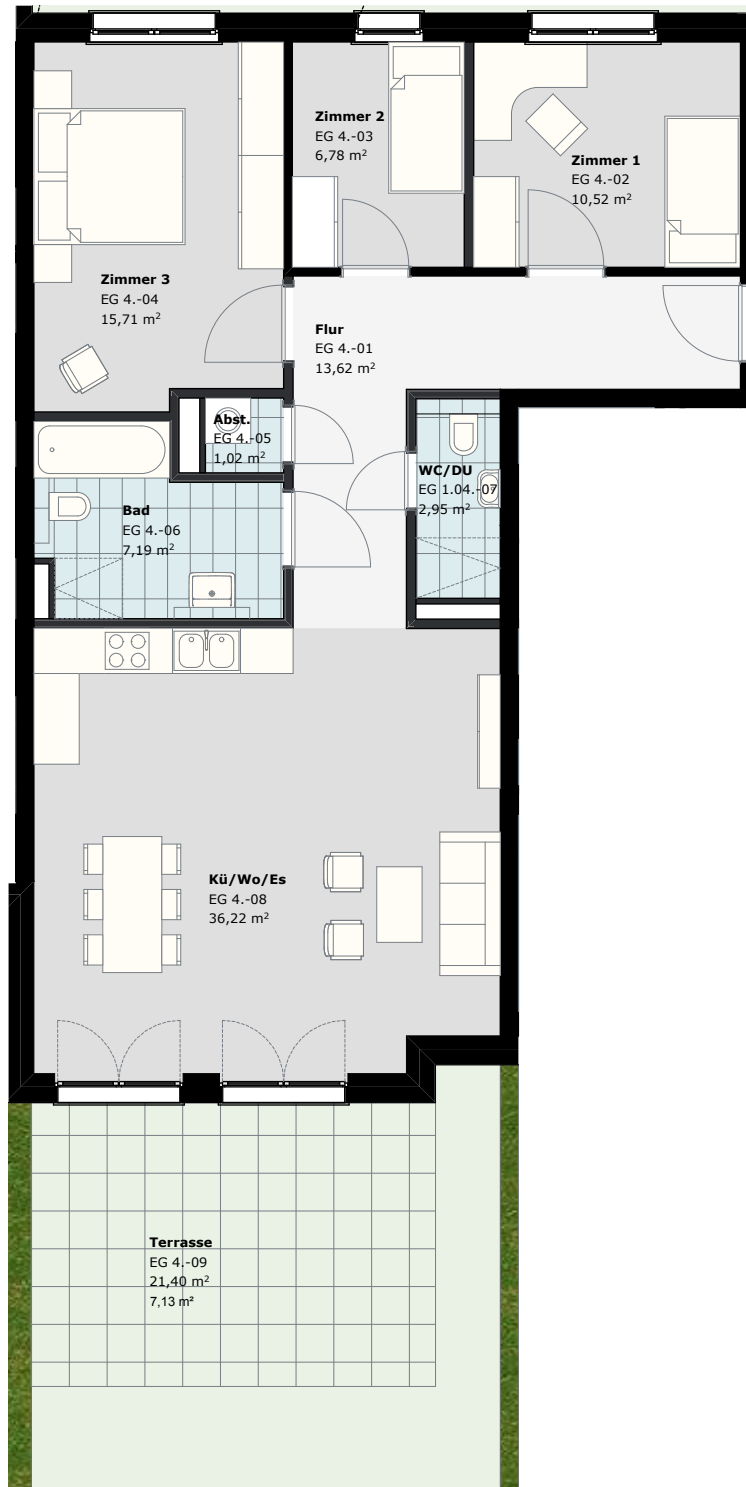 Zimmer 2
EG 4.-03
6,78 m²
Zimmer 1
EG 4.-02
10,52 m²
Zimmer 3
EG 4.-04
15,71 m²
Flur
EG 4.-01
13,62 m²
Abst.
EG 4.-05
1,02 m²
WC/DU
EG 1.04.-07
2,95 m²
Bad
EG 4.-06
7,19 m²
Kü/Wo/Es
EG 4.-08
36,22 m²
Terrasse
EG 4.-09
21,40 m²
7,13 m²